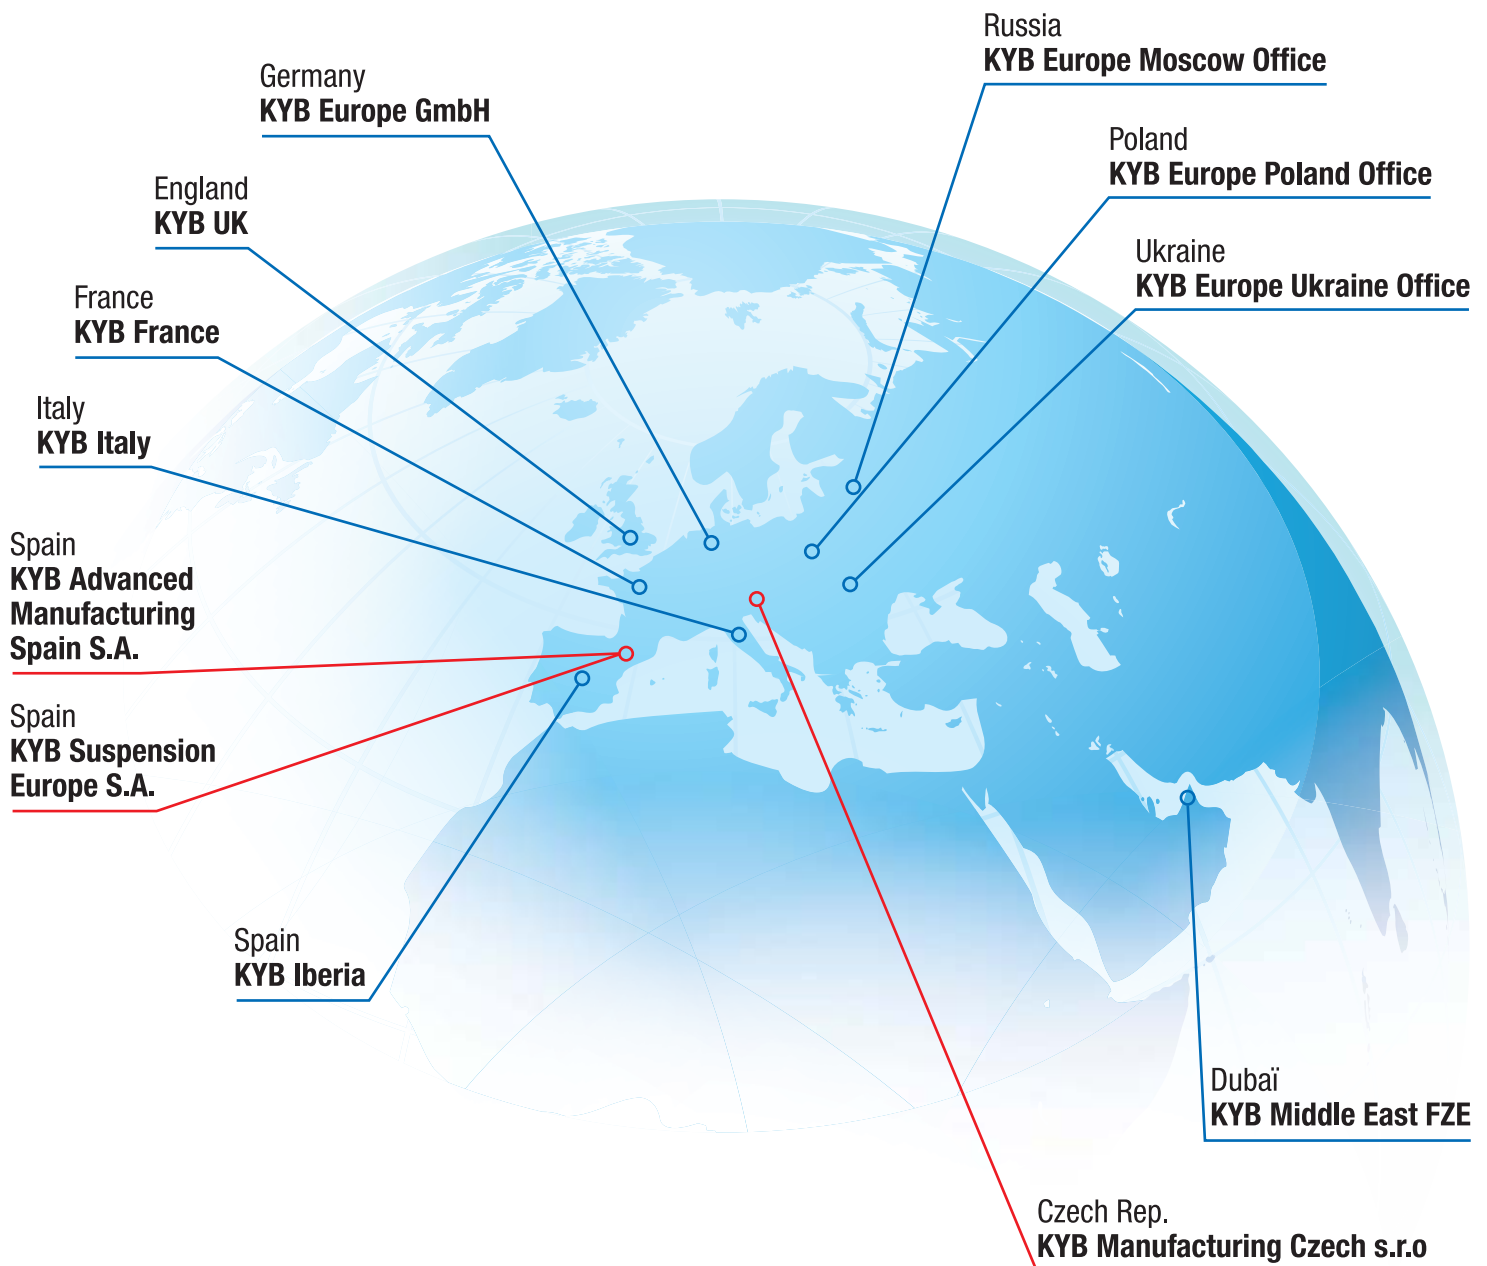 Russia
KYB Europe Moscow Office
Germany
KYB Europe GmbH
Poland
KYB Europe Poland Office
England
KYB UK
Ukraine
KYB Europe Ukraine Office
France
KYB France
Italy
KYB Italy
Spain
KYB Advanced
Manufacturing
Spain S.A.
Spain
KYB Suspension
Europe S.A.
Spain
KYB Iberia
Dubaï
KYB Middle East FZE
Czech Rep.
KYB Manufacturing Czech s.r.o